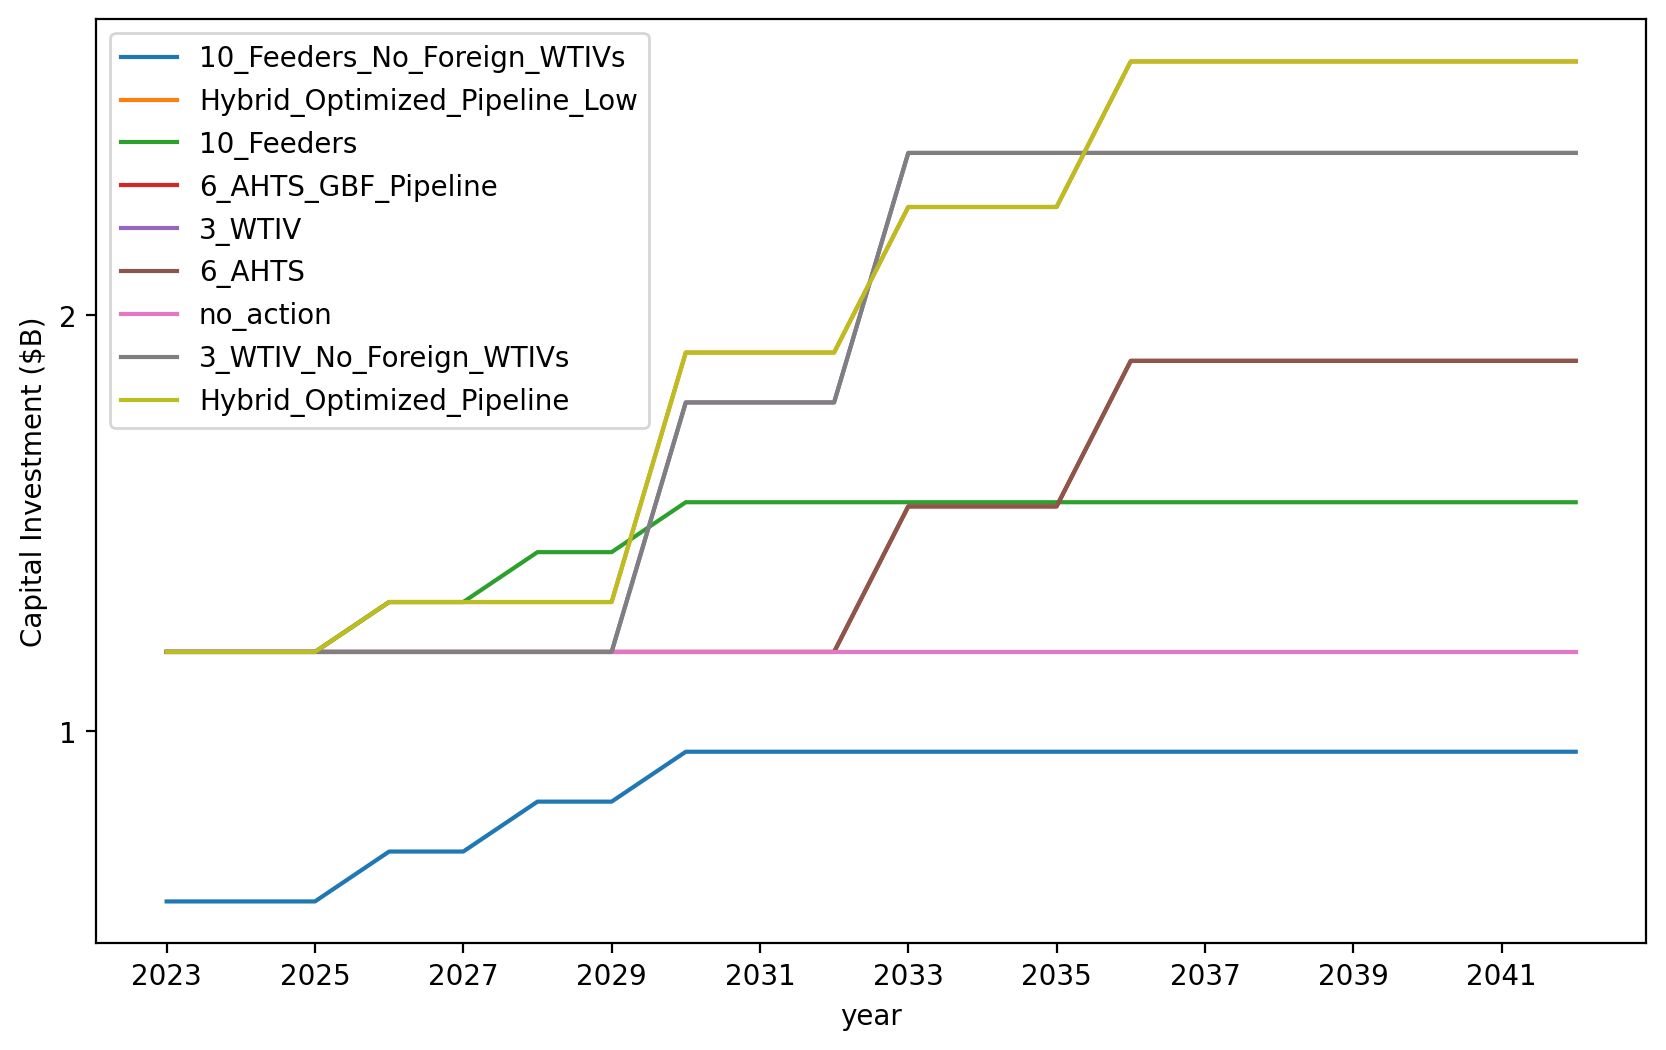 10_Feeders_No_Foreign_WTIVs
Hybrid_Optimized_Pipeline_Low
10_Feeders
6_AHTS_GBF_Pipeline
3_WTIV
6_AHTS
no_action
3_WTIV_No_Foreign_WTIVs
Hybrid_Optimized_Pipeline
Capital Investment ($B)
2
1
2023 2025 2027 2029 2031 2033 2035 2037 2039 2041
year